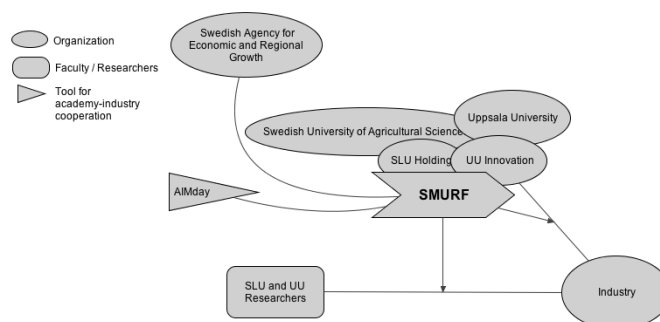 Organization
Faculty / Researchers
Tool for
academy-industry
cooperation
Swedish Agency for
Economic and Regional
Growth
Uppsala University
Swedish University of Agricultural Science
SLU Holding
UU Innovation
AIMday
SMURF
SLU and UU
Researchers
Industry